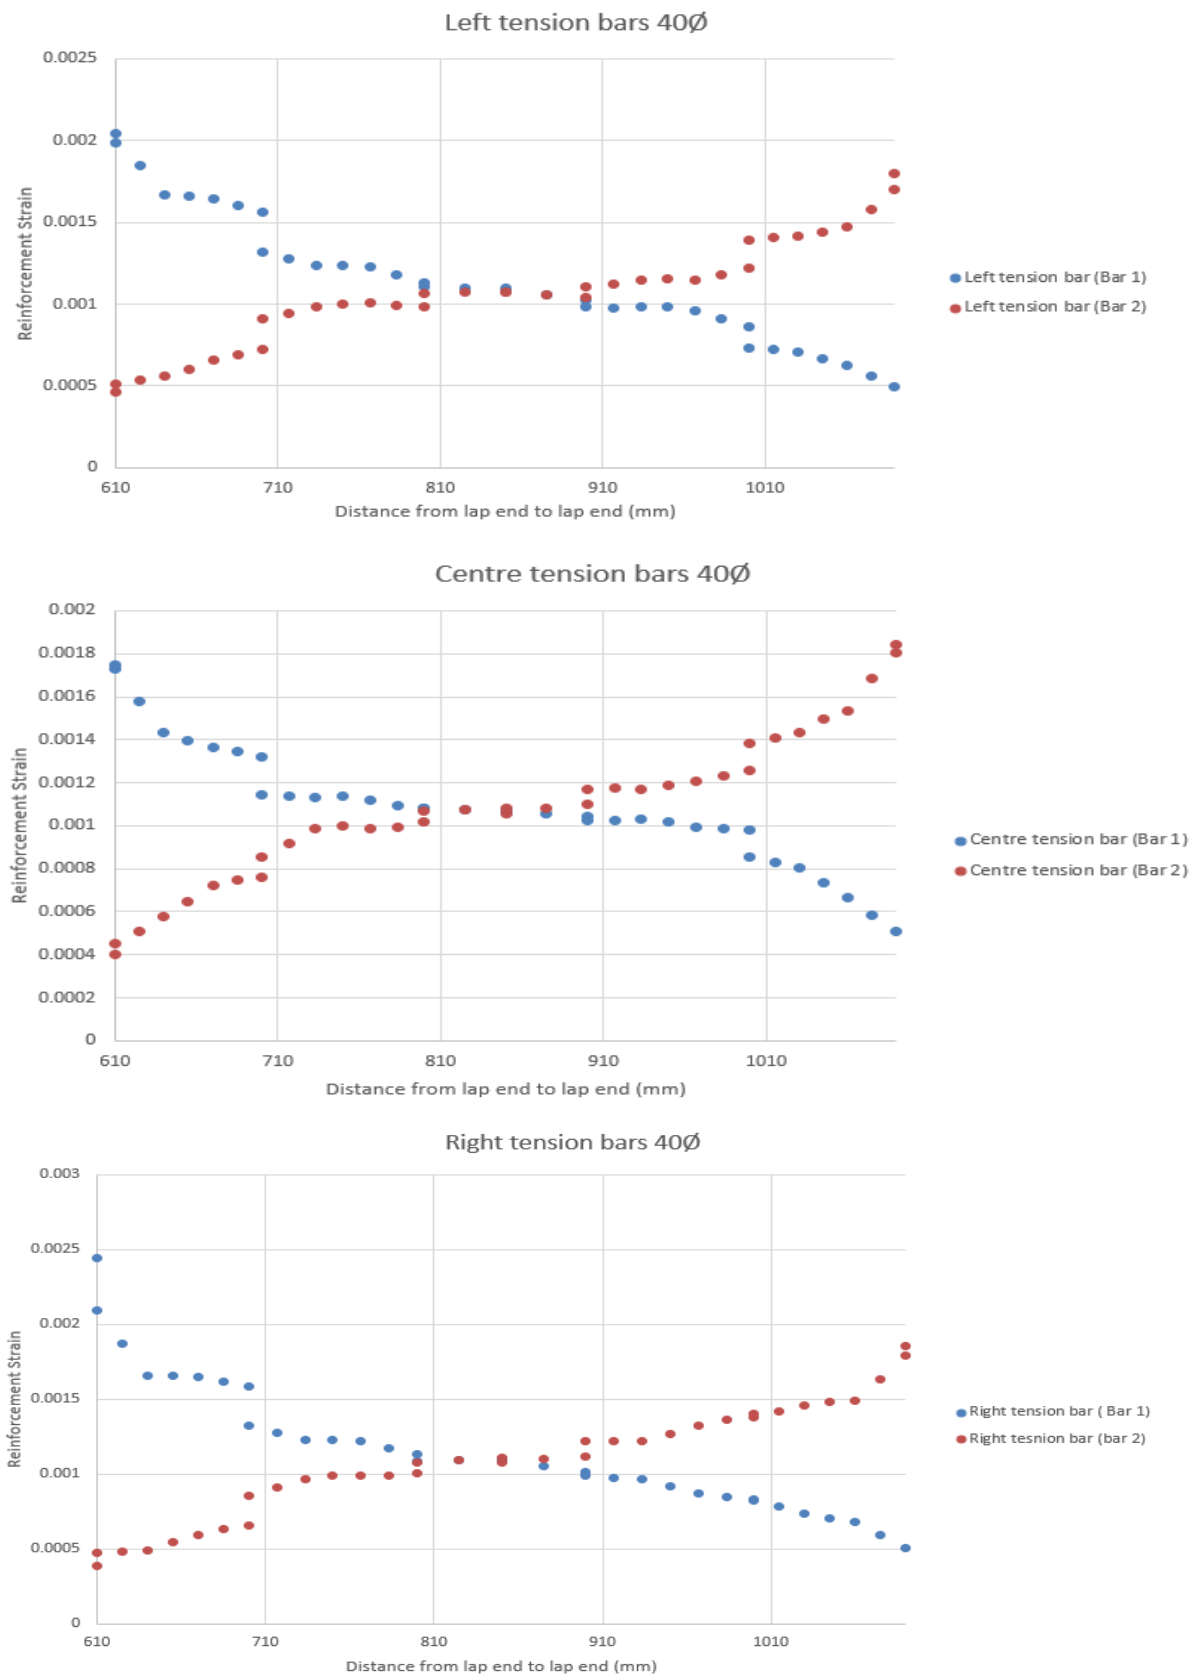 Left tension bars 40Ø
0.0025
0.002
0.0015
0.001
0.0005
0
Reinforcement Strain
610
710
810
910
1010
Distance from lap end to lap end (mm)
Left tension bar (Bar 1)
Left tension bar (Bar 2)
Centre tension bars 40Ø
0.002
0.0018
0.0016
0.0014
0.0012
0.001
0.0008
0.0006
0.0004
0.0002
0
Reinforcement Strain
610
710
810
910
1010
Distance from lap end to lap end (mm)
Centre tension bar (Bar 1)
Centre tension bar (Bar 2)
Right tension bars 40Ø
0.003
0.0025
0.002
0.0015
0.001
0.0005
0
Reinforcement Strain
610
710
810
910
1010
Distance from lap end to lap end (mm)
Right tension bar ( Bar 1)
Right tesnion bar (bar 2)